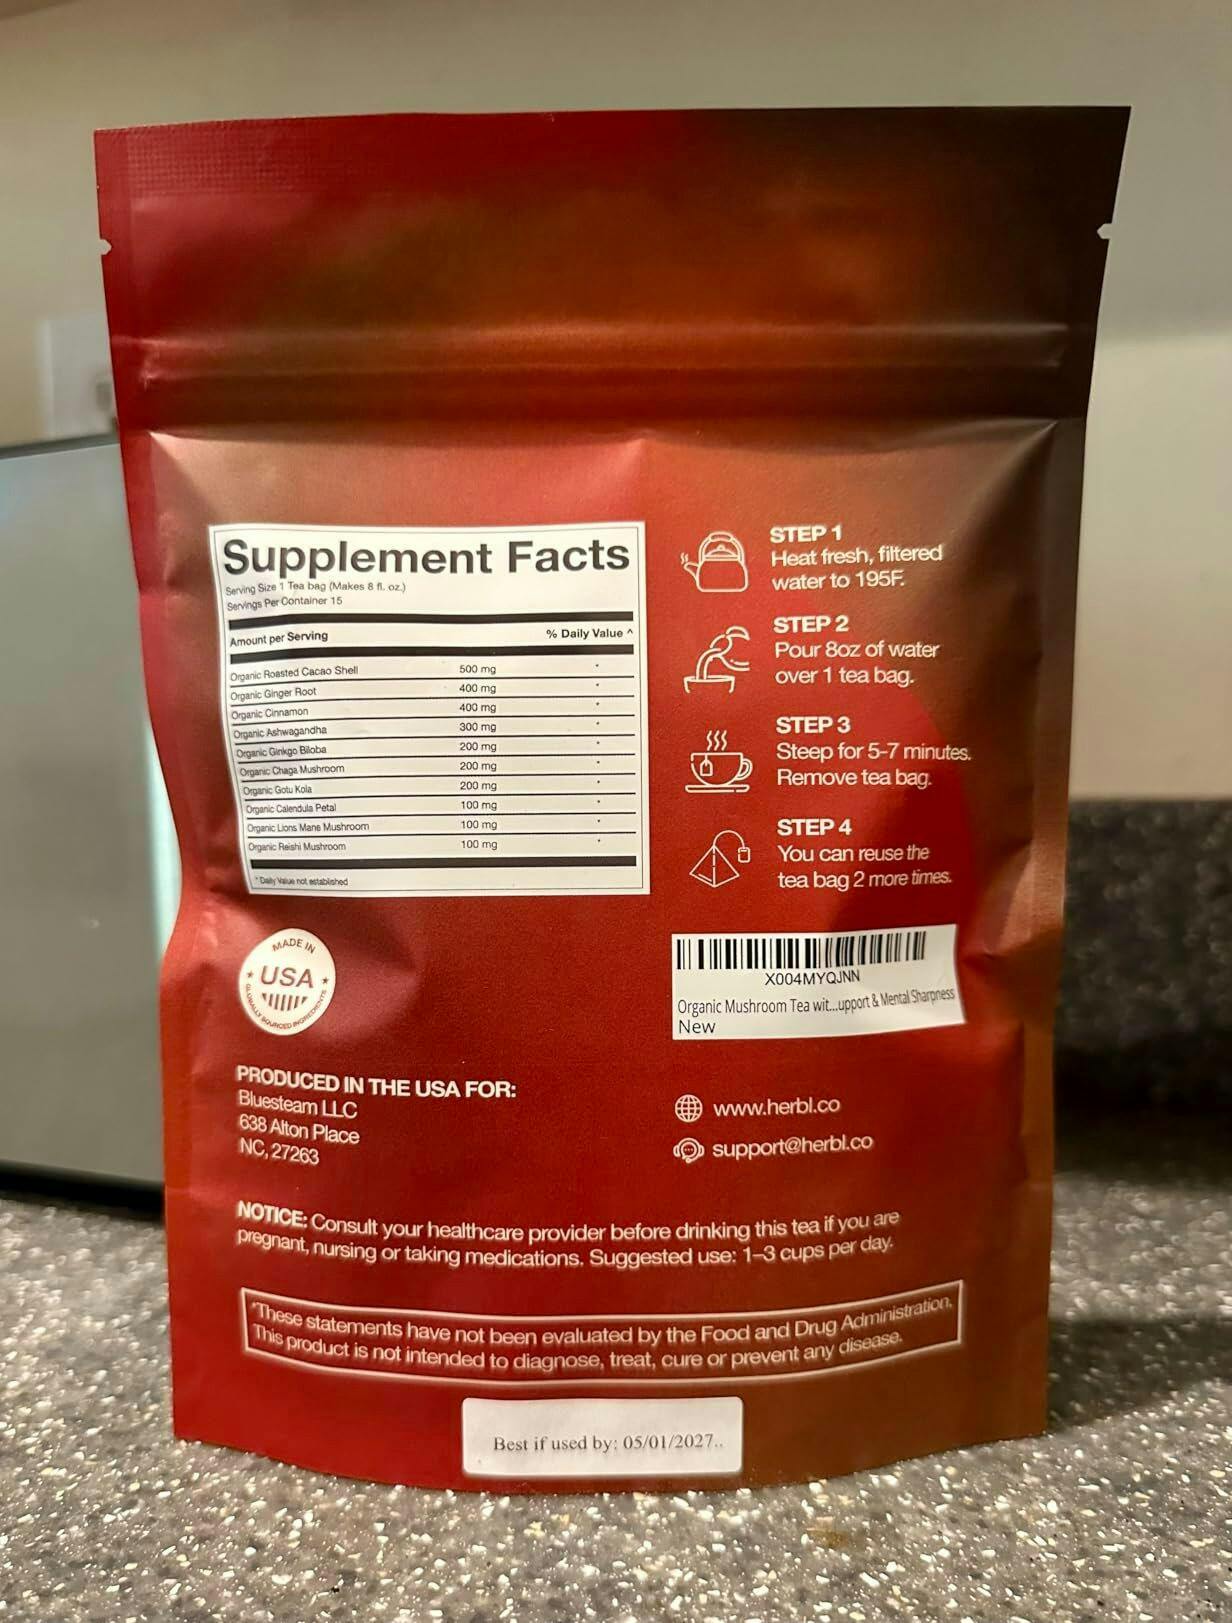 Supplement Facts
Serving Size 1 Tea bag (Makes 8 fl. oz.)
Servings Per Container 15
Amount per Serving % Daily Value ^
Organic Roasted Cacao Shell 500 mg *
Organic Ginger Root 400 mg *
Organic Cinnamon 400 mg *
Organic Ashwagandha 300 mg *
Organic Ginkgo Biloba 200 mg *
Organic Chaga Mushroom 200 mg *
Organic Gotu Kola 200 mg *
Organic Calendula Petal 100 mg *
Organic Lions Mane Mushroom 100 mg *
Organic Reishi Mushroom 100 mg *
* Daily Value not established
STEP 1
Heat fresh, filtered
water to 195F.
STEP 2
Pour 8oz of water
over 1 tea bag.
STEP 3
Steep for 5-7 minutes.
Remove tea bag.
STEP 4
You can reuse the
tea bag 2 more times.
MADE IN
USA
GLOBALLY SOURCED INGREDIENTS
X004MYQJNN
Organic Mushroom Tea wit...upport & Mental Sharpness
New
PRODUCED IN THE USA FOR:
Bluesteam LLC
638 Alton Place
NC, 27263
www.herbl.co
support@herbl.co
NOTICE: Consult your healthcare provider before drinking this tea if you are
pregnant, nursing or taking medications. Suggested use: 1–3 cups per day.
*These statements have not been evaluated by the Food and Drug Administration.
This product is not intended to diagnose, treat, cure or prevent any disease.
Best if used by: 05/01/2027..